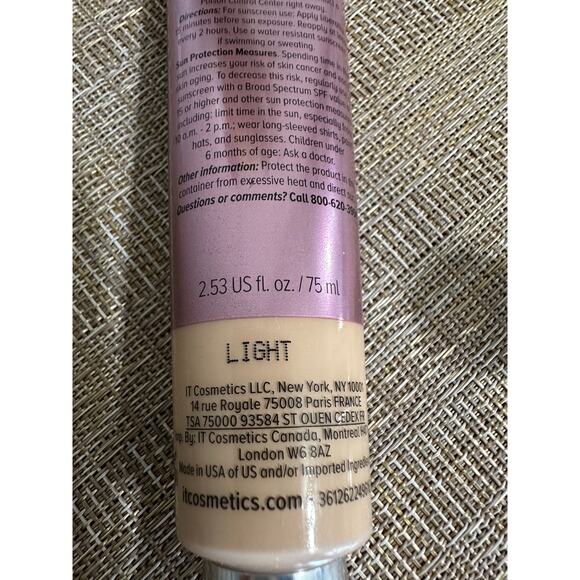 Poison Control Center right away.
Directions: For sunscreen use: Apply liberally
15 minutes before sun exposure. Reapply at
every 2 hours. Use a water resistant sunscreen
if swimming or sweating.
Sun Protection Measures. Spending time in
sun increases your risk of skin cancer and
skin aging. To decrease this risk, regularly use
sunscreen with a Broad Spectrum SPF value
15 or higher and other sun protection measures
including: limit time in the sun, especially from
10 a.m. - 2 p.m.; wear long-sleeved shirts,
hats, and sunglasses. Children under
6 months of age: Ask a doctor.
Other information: Protect the product in this
container from excessive heat and direct
Questions or comments? Call 800-620-
2.53 US fl. oz. / 75 ml
LIGHT
IT Cosmetics LLC, New York, NY 10001
14 rue Royale 75008 Paris FRANCE
TSA 75000 93584 ST OUEN CEDEX FR
By: IT Cosmetics Canada, Montreal
London W6 8AZ
Made in USA of US and/or Imported Ingredients
itcosmetics.com